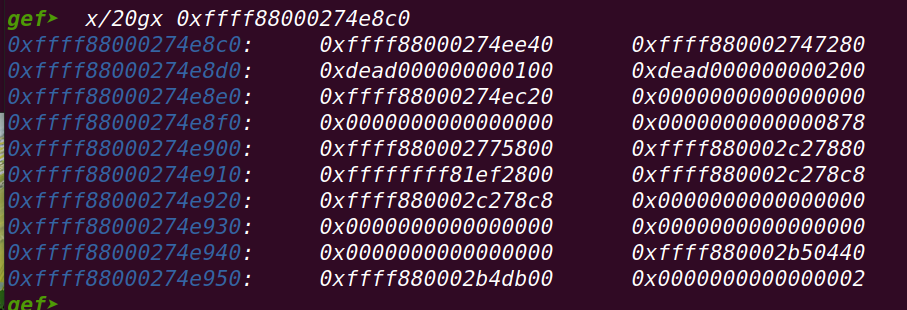 gef➤  x/20gx 0xffff88000274e8c0
0xffff88000274e8c0:     0xffff88000274ee40      0xffff880002747280
0xffff88000274e8d0:     0xdead000000000100      0xdead000000000200
0xffff88000274e8e0:     0xffff88000274ec20      0x0000000000000000
0xffff88000274e8f0:     0x0000000000000000      0x0000000000000878
0xffff88000274e900:     0xffff880002775800      0xffff880002c27880
0xffff88000274e910:     0xffffffff81ef2800      0xffff880002c278c8
0xffff88000274e920:     0xffff880002c278c8      0x0000000000000000
0xffff88000274e930:     0x0000000000000000      0x0000000000000000
0xffff88000274e940:     0x0000000000000000      0xffff880002b50440
0xffff88000274e950:     0xffff880002b4db00      0x0000000000000002
gef➤